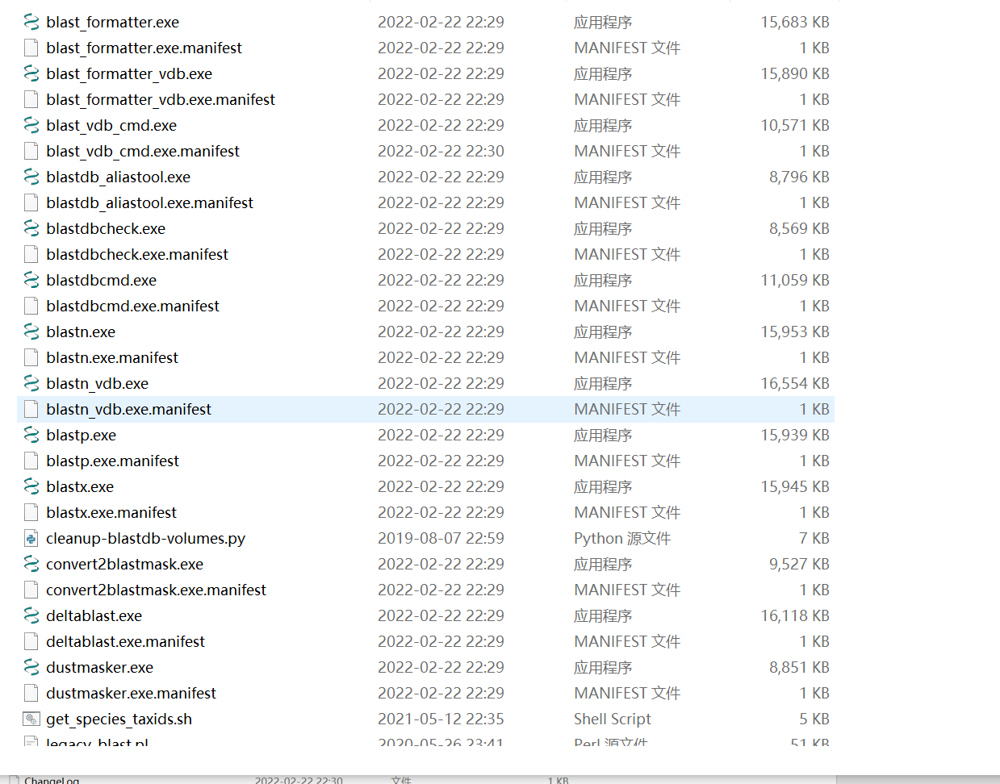 blast_formatter.exe 2022-02-22 22:29 应用程序 15,683 KB
blast_formatter.exe.manifest 2022-02-22 22:29 MANIFEST 文件 1 KB
blast_formatter_vdb.exe 2022-02-22 22:29 应用程序 15,890 KB
blast_formatter_vdb.exe.manifest 2022-02-22 22:29 MANIFEST 文件 1 KB
blast_vdb_cmd.exe 2022-02-22 22:29 应用程序 10,571 KB
blast_vdb_cmd.exe.manifest 2022-02-22 22:30 MANIFEST 文件 1 KB
blastdb_aliastool.exe 2022-02-22 22:29 应用程序 8,796 KB
blastdb_aliastool.exe.manifest 2022-02-22 22:29 MANIFEST 文件 1 KB
blastdbcheck.exe 2022-02-22 22:29 应用程序 8,569 KB
blastdbcheck.exe.manifest 2022-02-22 22:29 MANIFEST 文件 1 KB
blastdbcmd.exe 2022-02-22 22:29 应用程序 11,059 KB
blastdbcmd.exe.manifest 2022-02-22 22:29 MANIFEST 文件 1 KB
blastn.exe 2022-02-22 22:29 应用程序 15,953 KB
blastn.exe.manifest 2022-02-22 22:29 MANIFEST 文件 1 KB
blastn_vdb.exe 2022-02-22 22:29 应用程序 16,554 KB
blastn_vdb.exe.manifest 2022-02-22 22:29 MANIFEST 文件 1 KB
blastp.exe 2022-02-22 22:29 应用程序 15,939 KB
blastp.exe.manifest 2022-02-22 22:29 MANIFEST 文件 1 KB
blastx.exe 2022-02-22 22:29 应用程序 15,945 KB
blastx.exe.manifest 2022-02-22 22:29 MANIFEST 文件 1 KB
cleanup-blastdb-volumes.py 2019-08-07 22:59 Python 源文件 7 KB
convert2blastmask.exe 2022-02-22 22:29 应用程序 9,527 KB
convert2blastmask.exe.manifest 2022-02-22 22:29 MANIFEST 文件 1 KB
deltablast.exe 2022-02-22 22:29 应用程序 16,118 KB
deltablast.exe.manifest 2022-02-22 22:29 MANIFEST 文件 1 KB
dustmasker.exe 2022-02-22 22:29 应用程序 8,851 KB
dustmasker.exe.manifest 2022-02-22 22:29 MANIFEST 文件 1 KB
get_species_taxids.sh 2021-05-12 22:35 Shell Script 5 KB
legacy_blast.pl 2020-05-26 23:41 Perl 源文件 51 KB
ChangeLog 2022-02-22 22:30 文件 1 KB